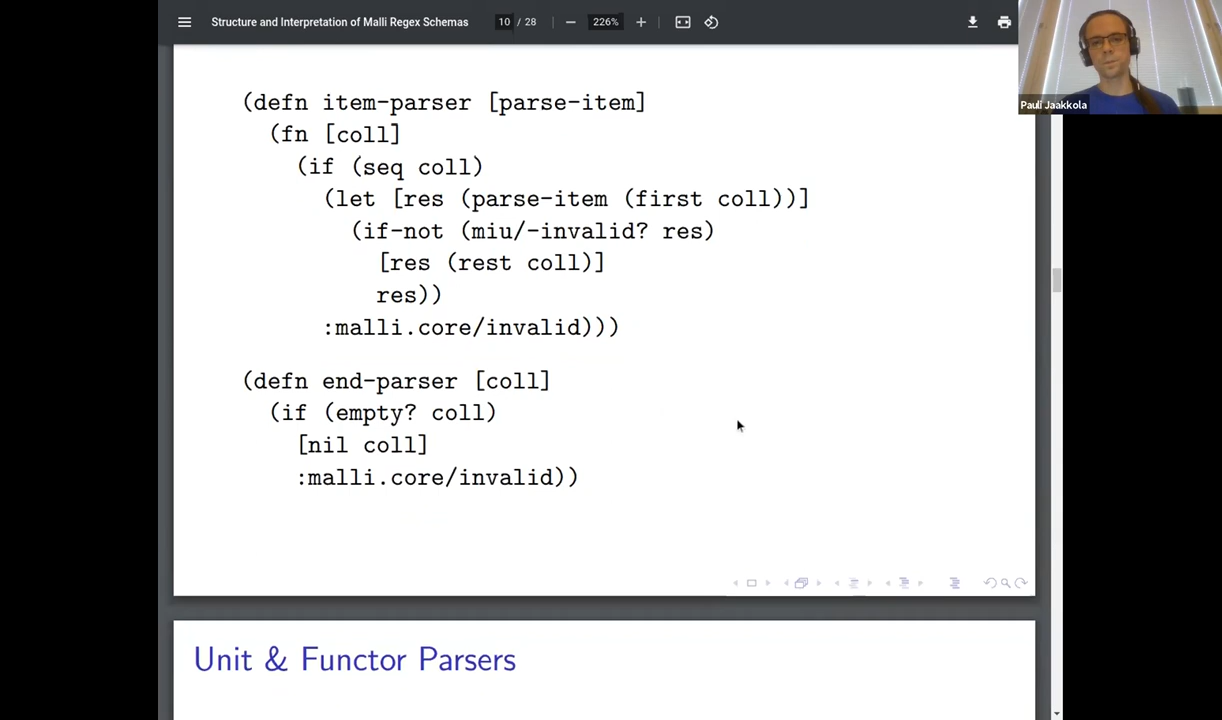 Structure and Interpretation of Malli Regex Schemas
10 / 28
226%
Pauli Jaakkola
(defn item-parser [parse-item]
(fn [coll]
(if (seq coll)
(let [res (parse-item (first coll))]
(if-not (miu/-invalid? res)
[res (rest coll)]
res))
:malli.core/invalid)))
(defn end-parser [coll]
(if (empty? coll)
[nil coll]
:malli.core/invalid))
Unit & Functor Parsers